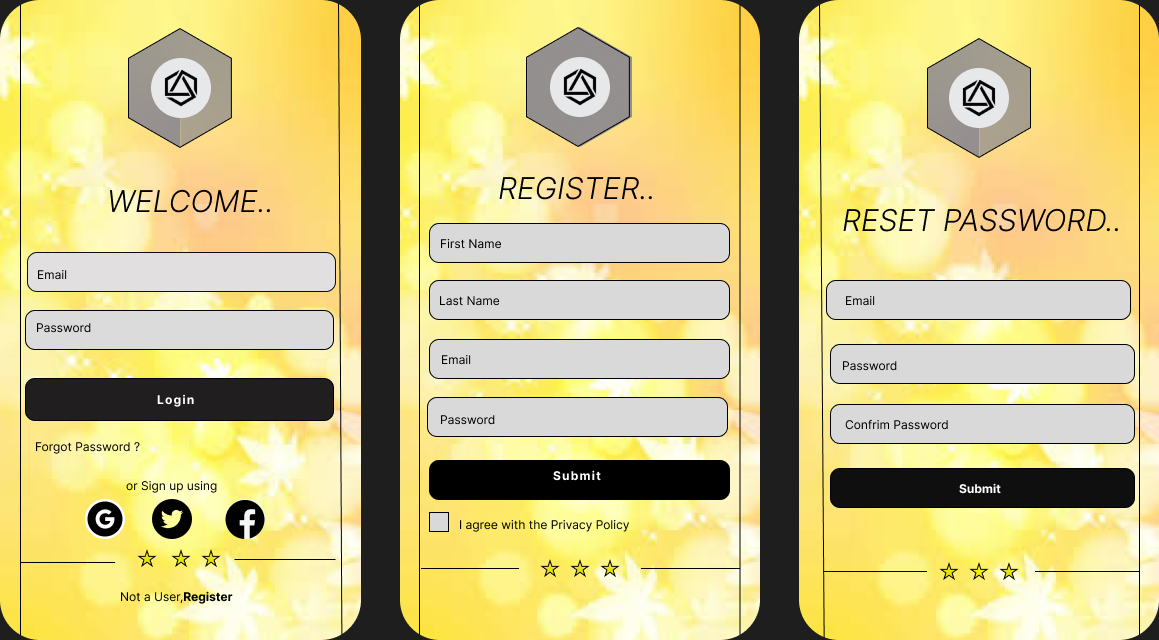 WELCOME..
Email
Password
Login
Forgot Password ?
or Sign up using
G
Not a User,Register
REGISTER..
First Name
Last Name
Email
Password
Submit
I agree with the Privacy Policy
RESET PASSWORD..
Email
Password
Confrim Password
Submit